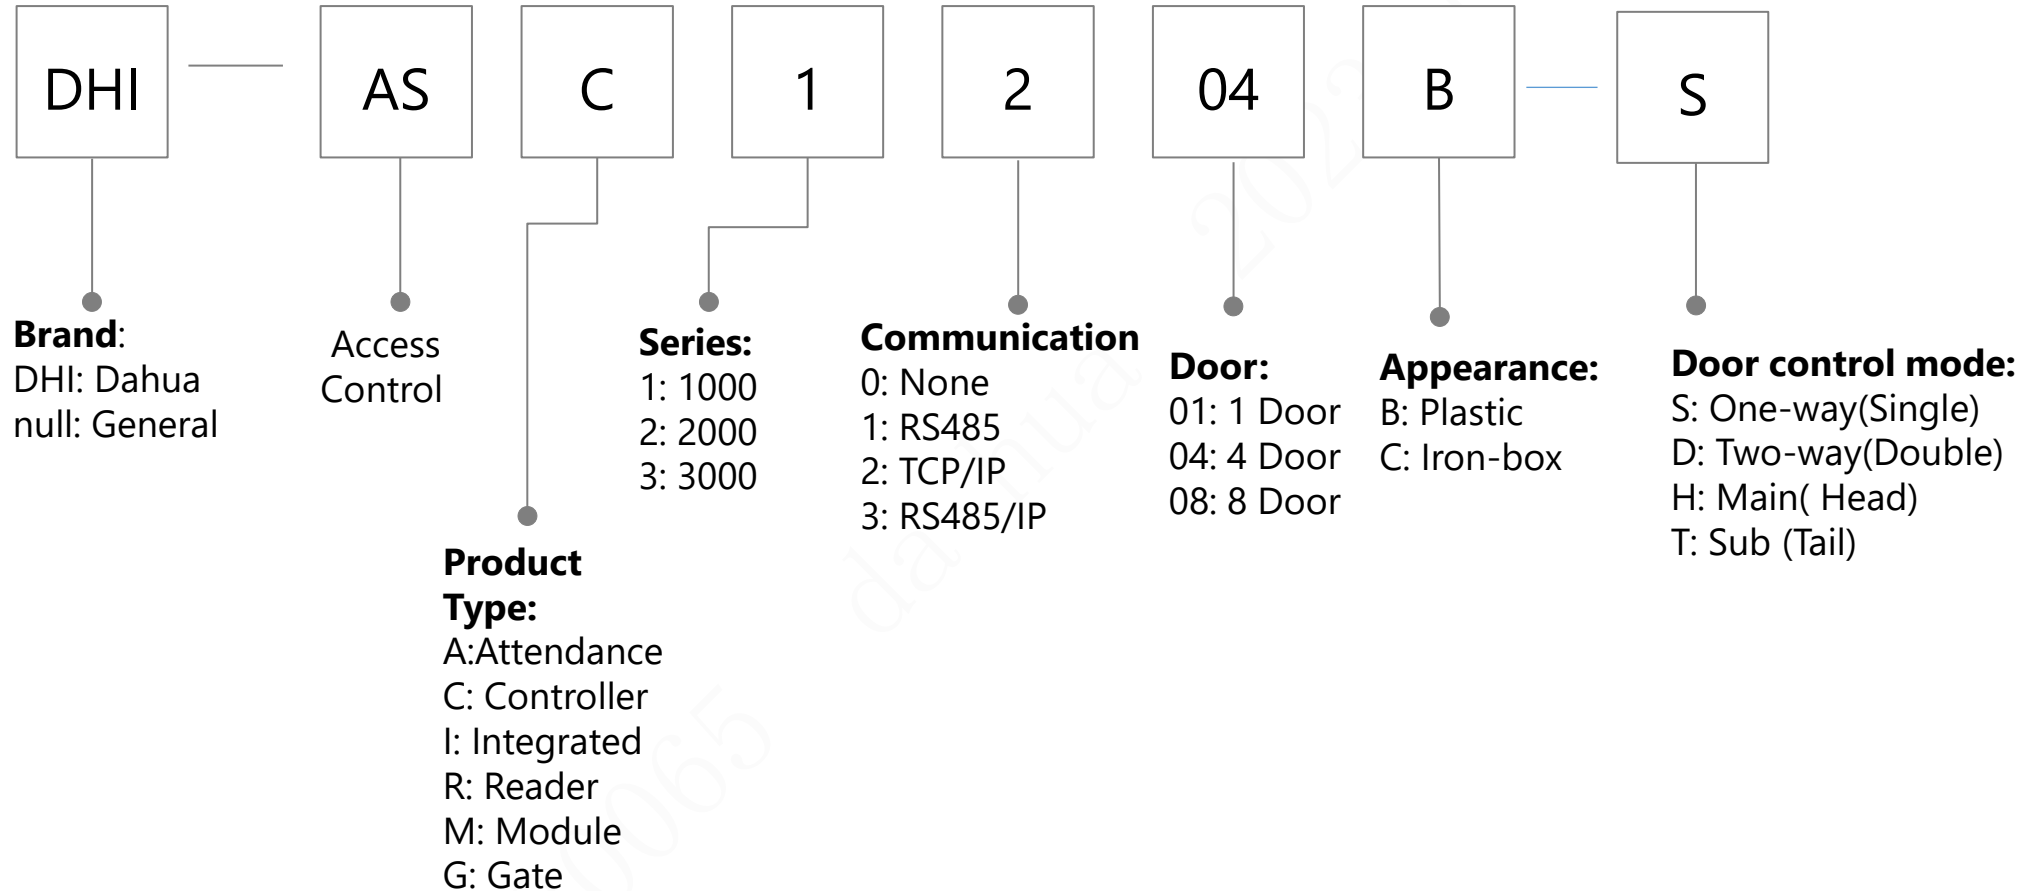 DHI
AS
C
1
2
04
B
S
Brand:
DHI: Dahua
null: General
Access
Control
Product
Type:
A:Attendance
C: Controller
I: Integrated
R: Reader
M: Module
G: Gate
Series:
1: 1000
2: 2000
3: 3000
Communication
0: None
1: RS485
2: TCP/IP
3: RS485/IP
Door:
01: 1 Door
04: 4 Door
08: 8 Door
Appearance:
B: Plastic
C: Iron-box
Door control mode:
S: One-way(Single)
D: Two-way(Double)
H: Main( Head)
T: Sub (Tail)